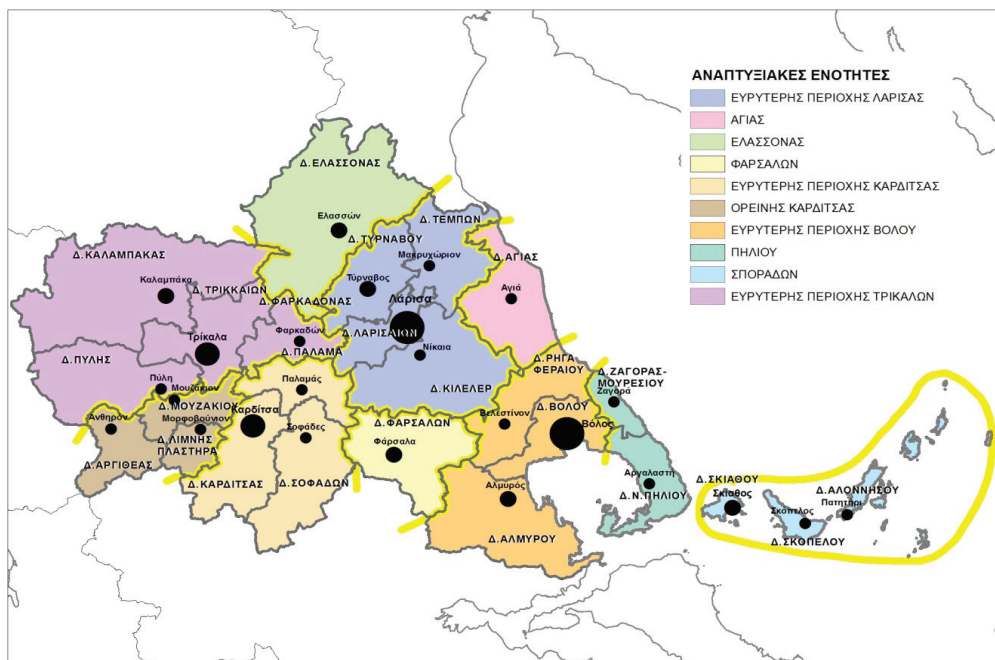 ΑΝΑΠΤΥΞΙΑΚΕΣ ΕΝΟΤΗΤΕΣ
ΕΥΡΥΤΕΡΗΣ ΠΕΡΙΟΧΗΣ ΛΑΡΙΣΑΣ
ΑΓΙΑΣ
ΕΛΑΣΣΟΝΑΣ
ΦΑΡΣΑΛΩΝ
ΕΥΡΥΤΕΡΗΣ ΠΕΡΙΟΧΗΣ ΚΑΡΔΙΤΣΑΣ
ΟΡΕΙΝΗΣ ΚΑΡΔΙΤΣΑΣ
ΕΥΡΥΤΕΡΗΣ ΠΕΡΙΟΧΗΣ ΒΟΛΟΥ
ΠΗΛΙΟΥ
ΣΠΟΡΑΔΩΝ
ΕΥΡΥΤΕΡΗΣ ΠΕΡΙΟΧΗΣ ΤΡΙΚΑΛΩΝ
Δ.ΕΛΑΣΣΟΝΑΣ
Ελασσών
Δ.ΤΕΜΠΩΝ
Δ.ΤΥΡΝΑΒΟΥ
Μακρυχώριον
Δ.ΚΑΛΑΜΠΑΚΑΣ
Καλαμπάκα
Δ.ΑΓΙΑΣ
Τύρναβος
Αγιά
Δ.ΤΡΙΚΚΑΙΩΝ
Δ.ΦΑΡΚΑΔΟΝΑΣ
Λάρισα
Φαρκαδών
Δ.ΛΑΡΙΣΑΙΩΝ
Τρίκαλα
Νίκαια
Δ.ΠΑΛΑΜΑ
Δ.ΠΥΛΗΣ
Δ.ΡΗΓΑ
ΦΕΡΑΙΟΥ
Δ.ΖΑΓΟΡΑΣ-
ΜΟΥΡΕΣΙΟΥ
Ζαγορά
Πύλη
Μουζάκιον
Παλαμάς
Δ.ΚΙΛΕΛΕΡ
Δ.ΜΟΥΖΑΚΙΟΥ
Καρδίτσα
Ανθηρόν
Μορφοβούνιον
Δ.ΦΑΡΣΑΛΩΝ
Βελεστίνον
Δ.ΒΟΛΟΥ
Βόλος
Σοφάδες
Δ.ΛΙΜΝΗΣ
ΠΛΑΣΤΗΡΑ
Φάρσαλα
Δ.ΑΡΓΙΘΕΑΣ
Αργαλαστή
Δ.ΚΑΡΔΙΤΣΑΣ
Δ.ΣΟΦΑΔΩΝ
Αλμυρός
Δ.Ν.ΠΗΛΙΟΥ
Δ.ΣΚΙΑΘΟΥ
Σκίαθος
Δ.ΑΛΟΝΝΗΣΟΥ
Πατητήρι
Σκόπελος
Δ.ΣΚΟΠΕΛΟΥ
Δ.ΑΛΜΥΡΟΥ